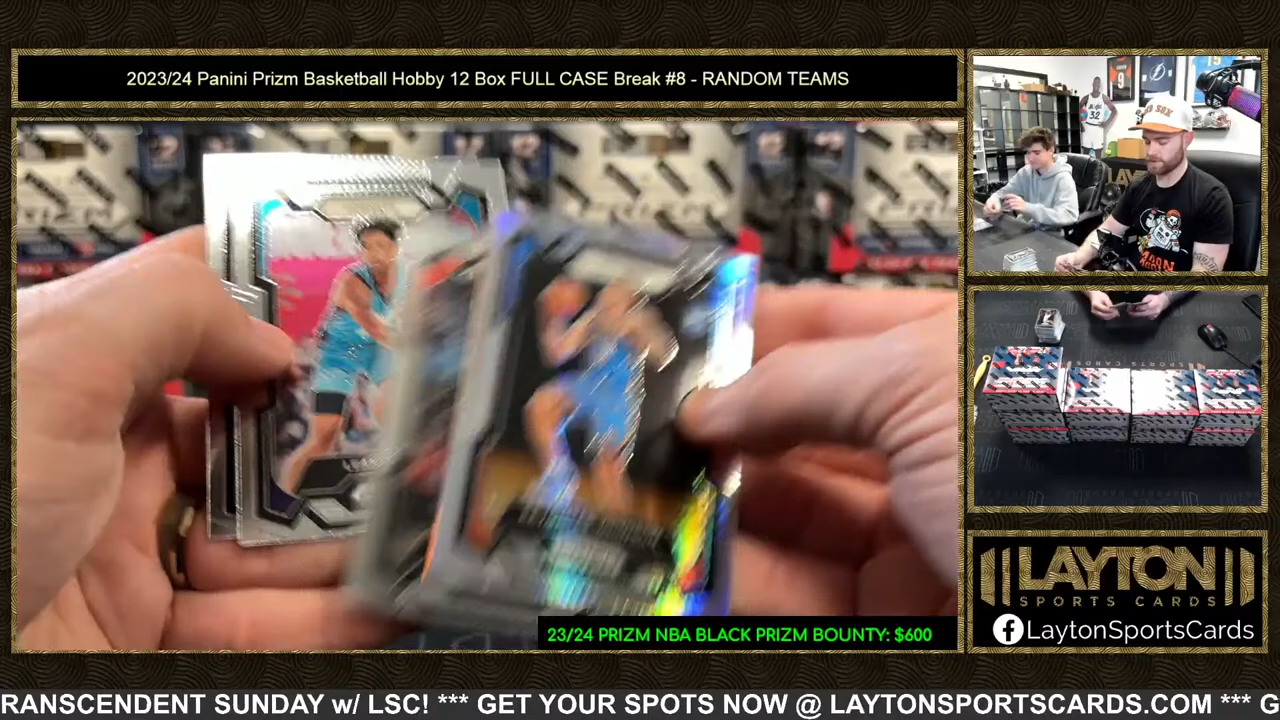 2023/24 Panini Prizm Basketball Hobby 12 Box FULL CASE Break #8 - RANDOM TEAMS
23/24 PRIZM NBA BLACK PRIZM BOUNTY: $600
LAYTON
SPORTS CARDS
LaytonSportsCards
RANSCENDENT SUNDAY w/ LSC! *** GET YOUR SPOTS NOW @ LAYTONSPORTSCARDS.COM *** G